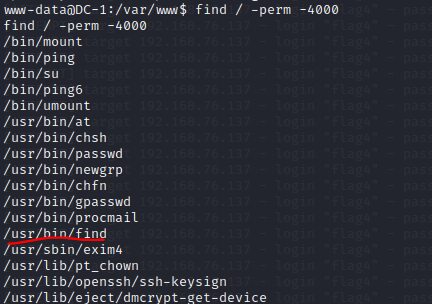 www-data@DC-1:/var/www$ find / -perm -4000
find / -perm -4000
/bin/mount
/bin/ping
/bin/su
/bin/ping6
/bin/umount
/usr/bin/at
/usr/bin/chsh
/usr/bin/passwd
/usr/bin/newgrp
/usr/bin/chfn
/usr/bin/gpasswd
/usr/bin/procmail
/usr/bin/find
/usr/sbin/exim4
/usr/lib/pt_chown
/usr/lib/openssh/ssh-keysign
/usr/lib/eject/dmcrypt-get-device